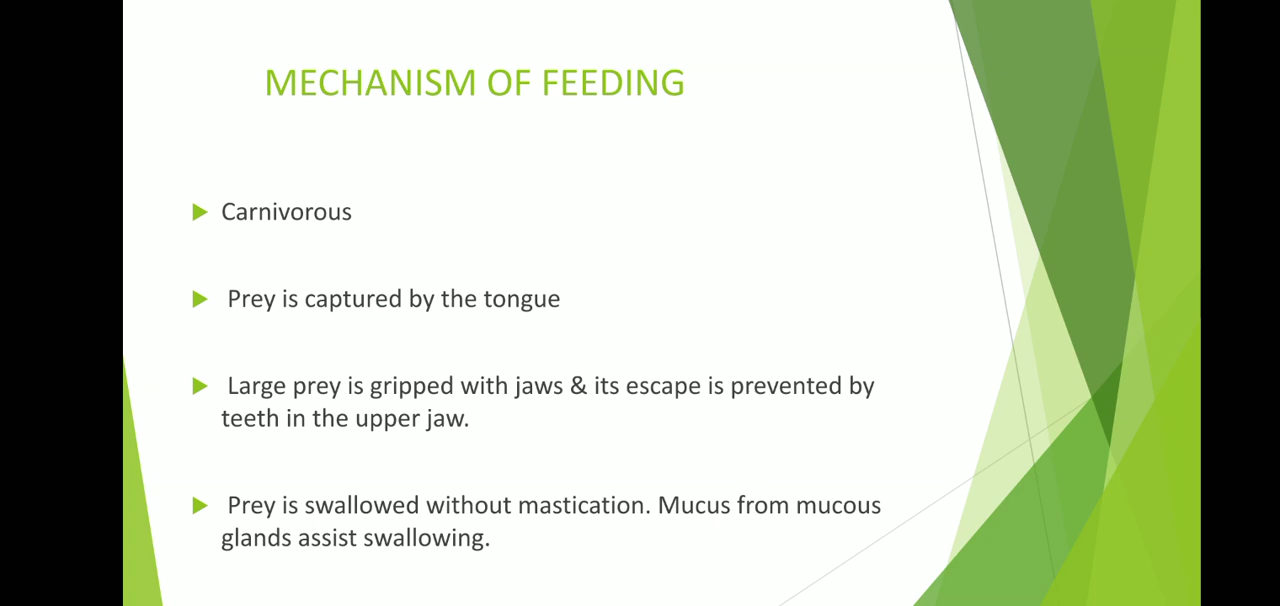 MECHANISM OF FEEDING
Carnivorous
Prey is captured by the tongue
Large prey is gripped with jaws & its escape is prevented by
teeth in the upper jaw.
Prey is swallowed without mastication. Mucus from mucous
glands assist swallowing.